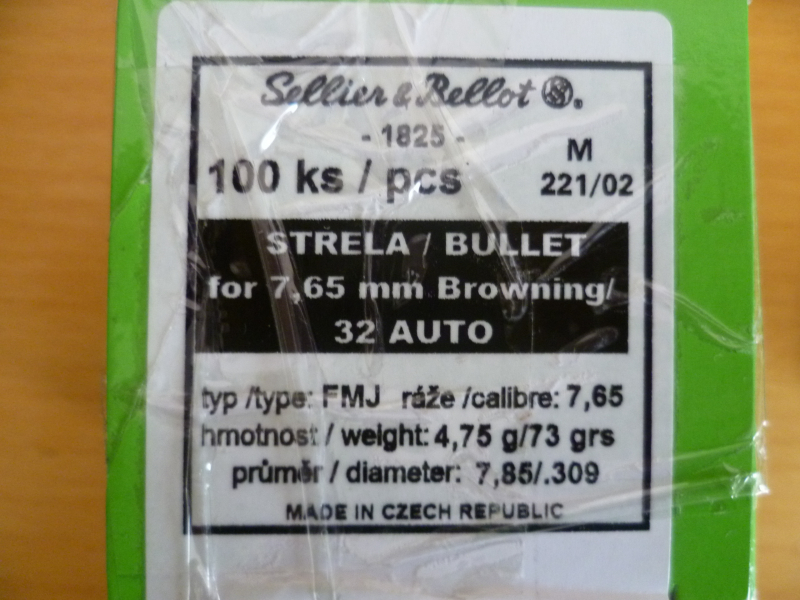 Sellier & Bellot
- 1825 -
100 ks / pcs
M
221/02
STRELA / BULLET
for 7,65 mm Browning/
32 AUTO
typ /type: FMJ ráže /calibre: 7,65
hmotnost / weight: 4,75 g/73 grs
průměr / diameter: 7,85/.309
MADE IN CZECH REPUBLIC